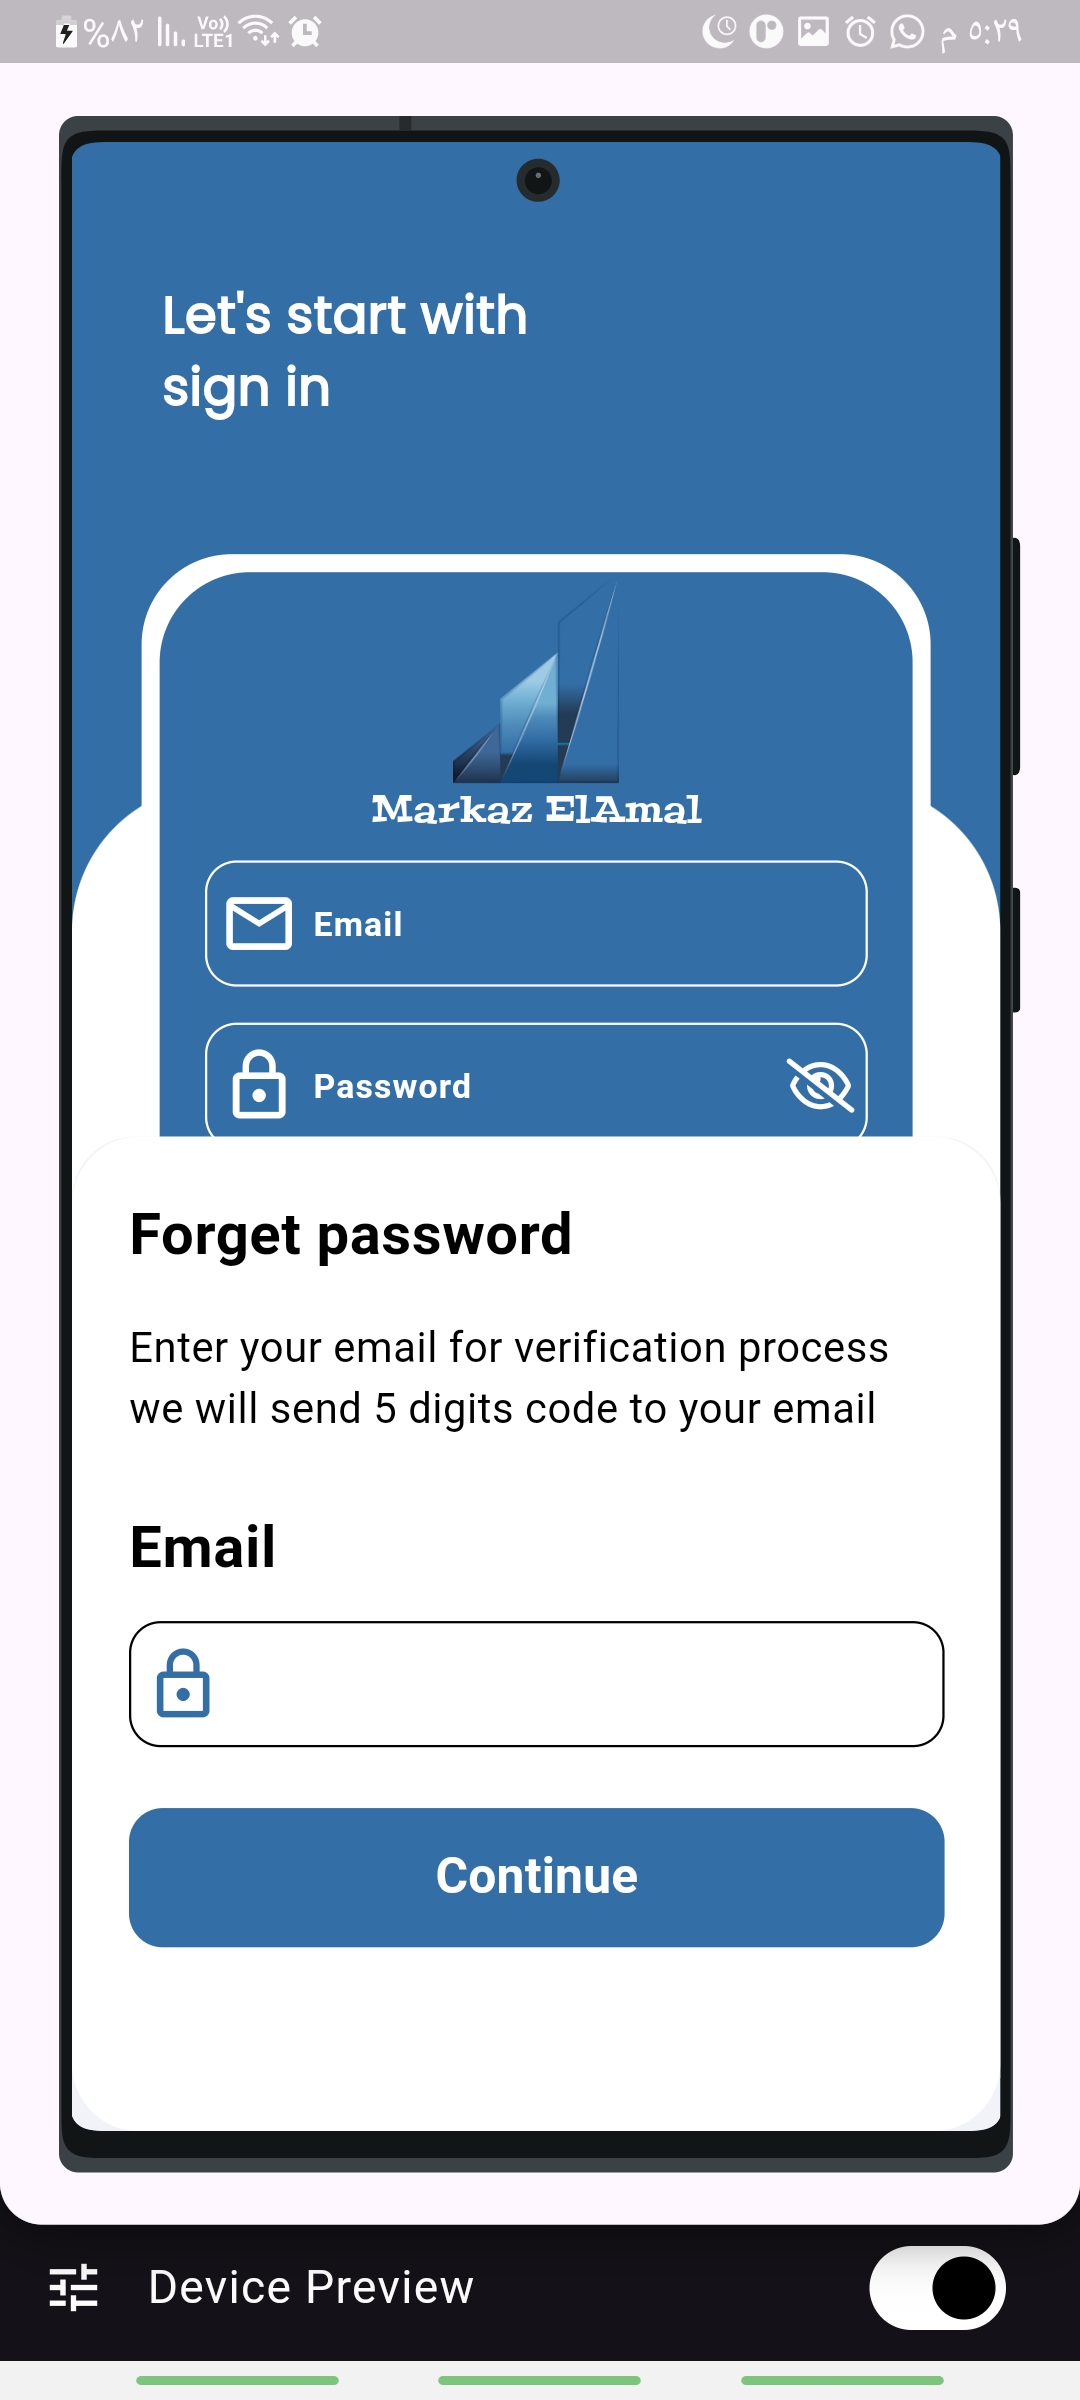 %٨٢
Vo))
LTE1
٥:٢٩ م
Let's start with
sign in
Markaz ElAmal
Email
Password
Forget password
Enter your email for verification process
we will send 5 digits code to your email
Email
Continue
Device Preview